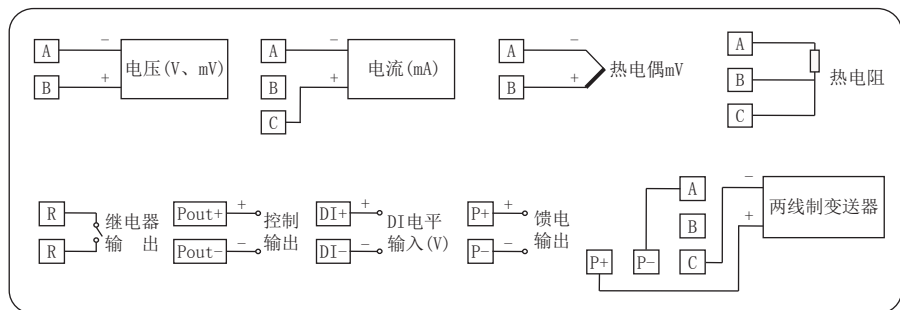 A
−
B
+
电压(V、mV)
A
−
B
+
C
电流(mA)
A
−
B
+
热电偶mV
A
B
C
热电阻
R
R
继电器
输 出
Pout+
+
Pout-
−
控制
输出
DI+
+
DI-
−
DI电平
输入(V)
P+
+
P-
−
馈电
输出
P+
P-
A
B
C
−
+
两线制变送器